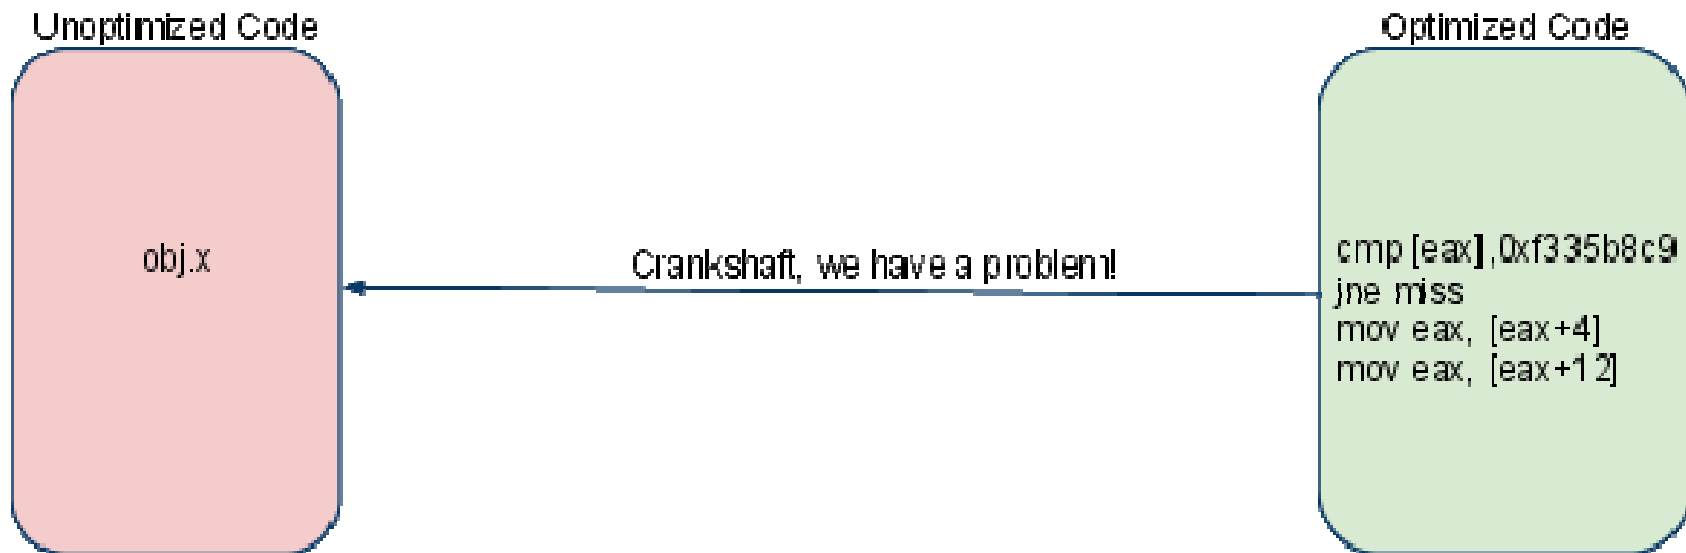 Unoptimized Code
Optimized Code
obj.x
Crankshaft, we have a problem!
cmp [eax],0xf335b8c9
jne miss
mov eax, [eax+4]
mov eax, [eax+12]